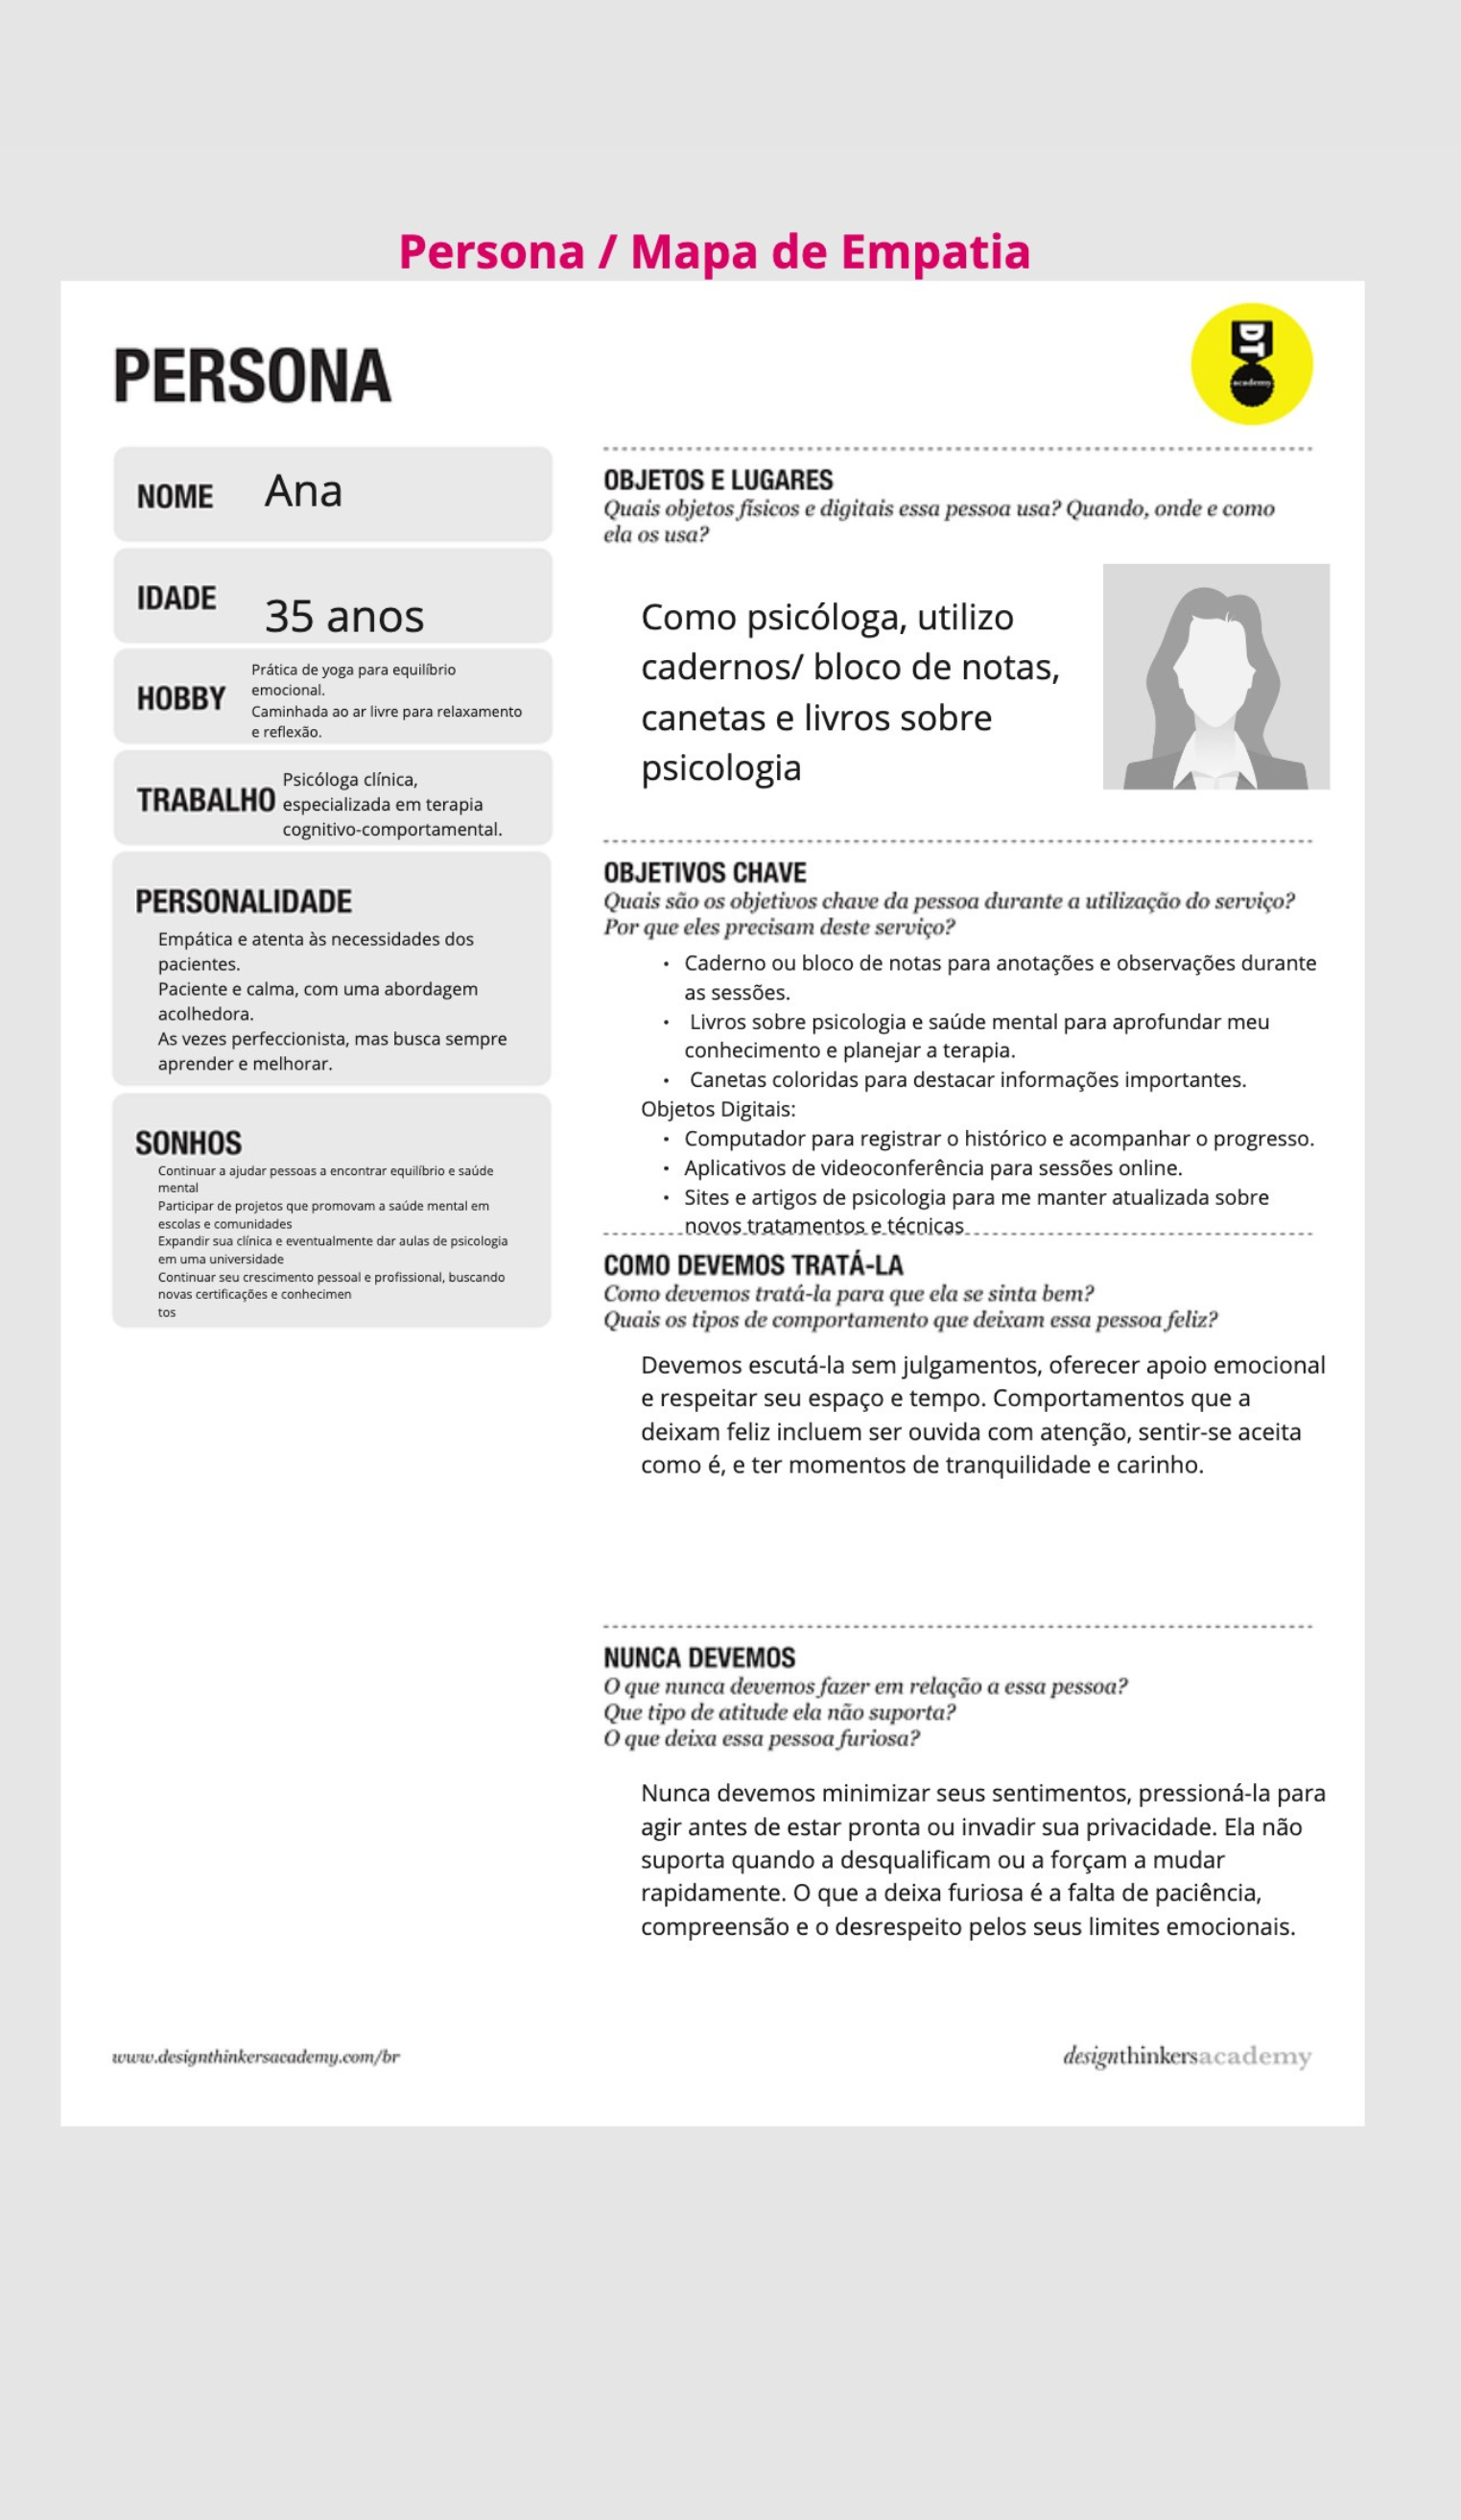 Persona / Mapa de Empatia
PERSONA
DT
academy
NOME
Ana
IDADE
35 anos
HOBBY
Prática de yoga para equilíbrio
emocional.
Caminhada ao ar livre para relaxamento
e reflexão.
TRABALHO
Psicóloga clínica,
especializada em terapia
cognitivo-comportamental.
PERSONALIDADE
Empática e atenta às necessidades dos
pacientes.
Paciente e calma, com uma abordagem
acolhedora.
As vezes perfeccionista, mas busca sempre
aprender e melhorar.
SONHOS
Continuar a ajudar pessoas a encontrar equilíbrio e saúde
mental
Participar de projetos que promovam a saúde mental em
escolas e comunidades
Expandir sua clínica e eventualmente dar aulas de psicologia
em uma universidade
Continuar seu crescimento pessoal e profissional, buscando
novas certificações e conhecimen
tos
OBJETOS E LUGARES
Quais objetos físicos e digitais essa pessoa usa? Quando, onde e como
ela os usa?
Como psicóloga, utilizo
cadernos/ bloco de notas,
canetas e livros sobre
psicologia
OBJETIVOS CHAVE
Quais são os objetivos chave da pessoa durante a utilização do serviço?
Por que eles precisam deste serviço?
• Caderno ou bloco de notas para anotações e observações durante
as sessões.
• Livros sobre psicologia e saúde mental para aprofundar meu
conhecimento e planejar a terapia.
• Canetas coloridas para destacar informações importantes.
Objetos Digitais:
• Computador para registrar o histórico e acompanhar o progresso.
• Aplicativos de videoconferência para sessões online.
• Sites e artigos de psicologia para me manter atualizada sobre
novos tratamentos e técnicas
COMO DEVEMOS TRATÁ-LA
Como devemos tratá-la para que ela se sinta bem?
Quais os tipos de comportamento que deixam essa pessoa feliz?
Devemos escutá-la sem julgamentos, oferecer apoio emocional
e respeitar seu espaço e tempo. Comportamentos que a
deixam feliz incluem ser ouvida com atenção, sentir-se aceita
como é, e ter momentos de tranquilidade e carinho.
NUNCA DEVEMOS
O que nunca devemos fazer em relação a essa pessoa?
Que tipo de atitude ela não suporta?
O que deixa essa pessoa furiosa?
Nunca devemos minimizar seus sentimentos, pressioná-la para
agir antes de estar pronta ou invadir sua privacidade. Ela não
suporta quando a desqualificam ou a forçam a mudar
rapidamente. O que a deixa furiosa é a falta de paciência,
compreensão e o desrespeito pelos seus limites emocionais.
www.designthinkersacademy.com/br
designthinkersacademy